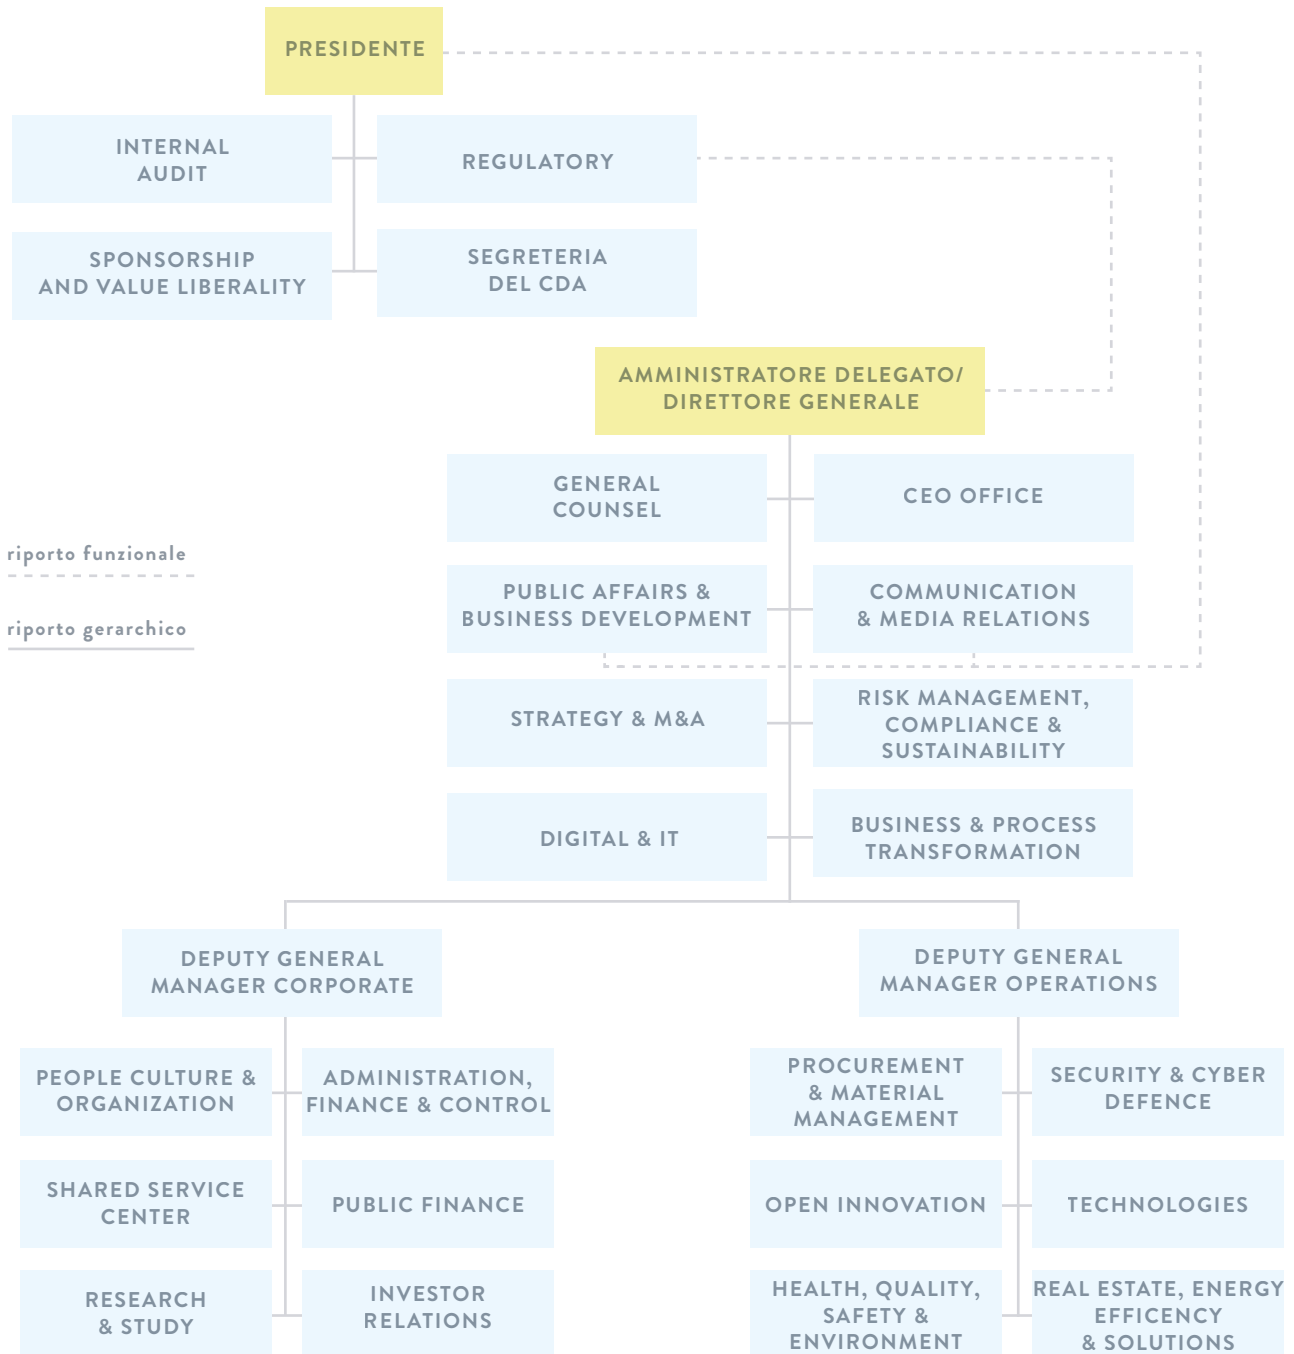 PRESIDENTE
INTERNAL
AUDIT
REGULATORY
SPONSORSHIP
AND VALUE LIBERALITY
SEGRETERIA
DEL CDA
AMMINISTRATORE DELEGATO/
DIRETTORE GENERALE
GENERAL
COUNSEL
CEO OFFICE
riporto funzionale
riporto gerarchico
PUBLIC AFFAIRS &
BUSINESS DEVELOPMENT
COMMUNICATION
& MEDIA RELATIONS
STRATEGY & M&A
RISK MANAGEMENT,
COMPLIANCE &
SUSTAINABILITY
DIGITAL & IT
BUSINESS & PROCESS
TRANSFORMATION
DEPUTY GENERAL
MANAGER CORPORATE
DEPUTY GENERAL
MANAGER OPERATIONS
PEOPLE CULTURE &
ORGANIZATION
ADMINISTRATION,
FINANCE & CONTROL
PROCUREMENT
& MATERIAL
MANAGEMENT
SECURITY & CYBER
DEFENCE
SHARED SERVICE
CENTER
PUBLIC FINANCE
OPEN INNOVATION
TECHNOLOGIES
RESEARCH
& STUDY
INVESTOR
RELATIONS
HEALTH, QUALITY,
SAFETY &
ENVIRONMENT
REAL ESTATE, ENERGY
EFFICENCY
& SOLUTIONS